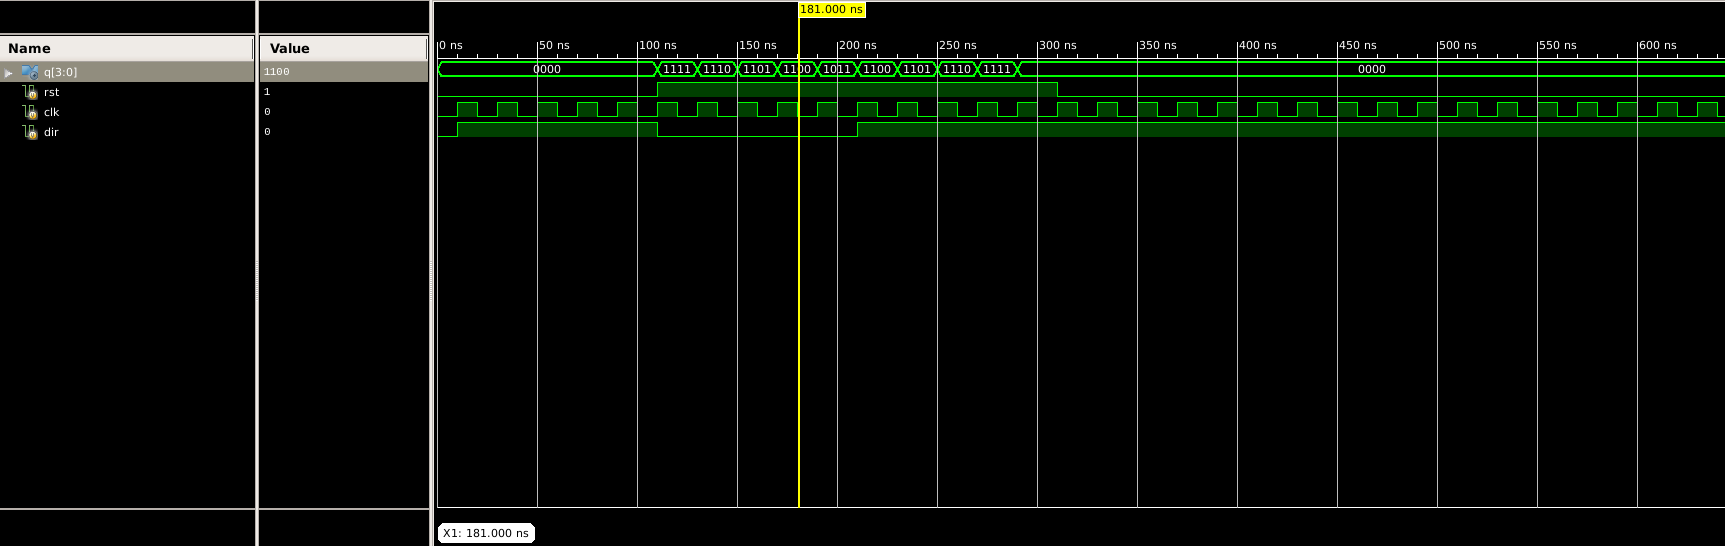 181.000 ns
Name
Value
0 ns 50 ns 100 ns 150 ns 200 ns 250 ns 300 ns 350 ns 400 ns 450 ns 500 ns 550 ns 600 ns
q[3:0] 1100 0000 1111 1110 1101 1100 1011 1100 1101 1110 1111 0000
rst 1
clk 0
dir 0
X1: 181.000 ns